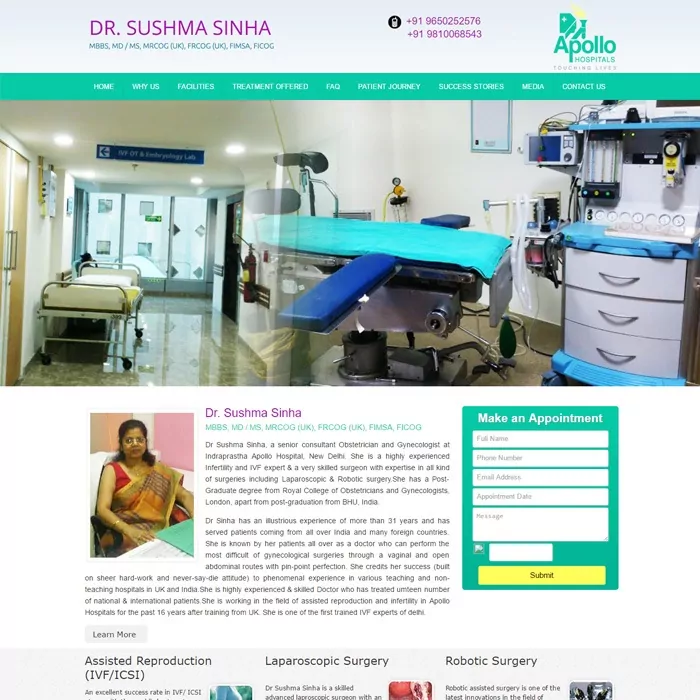 DR. SUSHMA SINHA
MBBS, MD / MS, MRCOG (UK), FRCOG (UK), FIMSA, FICOG
+91 9650252576
+91 9810068543
Apollo
HOSPITALS
TOUCHING LIVES
HOME WHY US FACILITIES TREATMENT OFFERED FAQ PATIENT JOURNEY SUCCESS STORIES MEDIA CONTACT US
IVF OT & Embryology Lab
Dr. Sushma Sinha
MBBS, MD / MS, MRCOG (UK), FRCOG (UK), FIMSA, FICOG
Dr Sushma Sinha, a senior consultant Obstetrician and Gynecologist at
Indraprastha Apollo Hospital, New Delhi. She is a highly experienced
Infertility and IVF expert & a very skilled surgeon with expertise in all kind
of surgeries including Laparoscopic & Robotic surgery.She has a Post-
Graduate degree from Royal College of Obstetricians and Gynecologists,
London, apart from post-graduation from BHU, India.
Dr Sinha has an illustrious experience of more than 31 years and has
served patients coming from all over India and many foreign countries.
She is known by her patients all over as a doctor who can perform the
most difficult of gynecological surgeries through a vaginal and open
abdominal routes with pin-point perfection. She credits her success (built
on sheer hard-work and never-say-die attitude) to phenomenal experience in various teaching and non-
teaching hospitals in UK and India.She is highly experienced & skilled Doctor who has treated umteen number
of national & international patients.She is working in the field of assisted reproduction and infertility in Apollo
Hospitals for the past 16 years after training from UK. She is one of the first trained IVF experts of delhi.
Learn More
Make an Appointment
Full Name
Phone Number
Email Address
Appointment Date
Message
Submit
Assisted Reproduction
(IVF/ICSI)
An excellent success rate in IVF/ ICSI
Laparoscopic Surgery
Dr Sushma Sinha is a skilled
advanced laproscopic surgeon with an
Robotic Surgery
Robotic assisted surgery is one of the
latest innovations in the field of